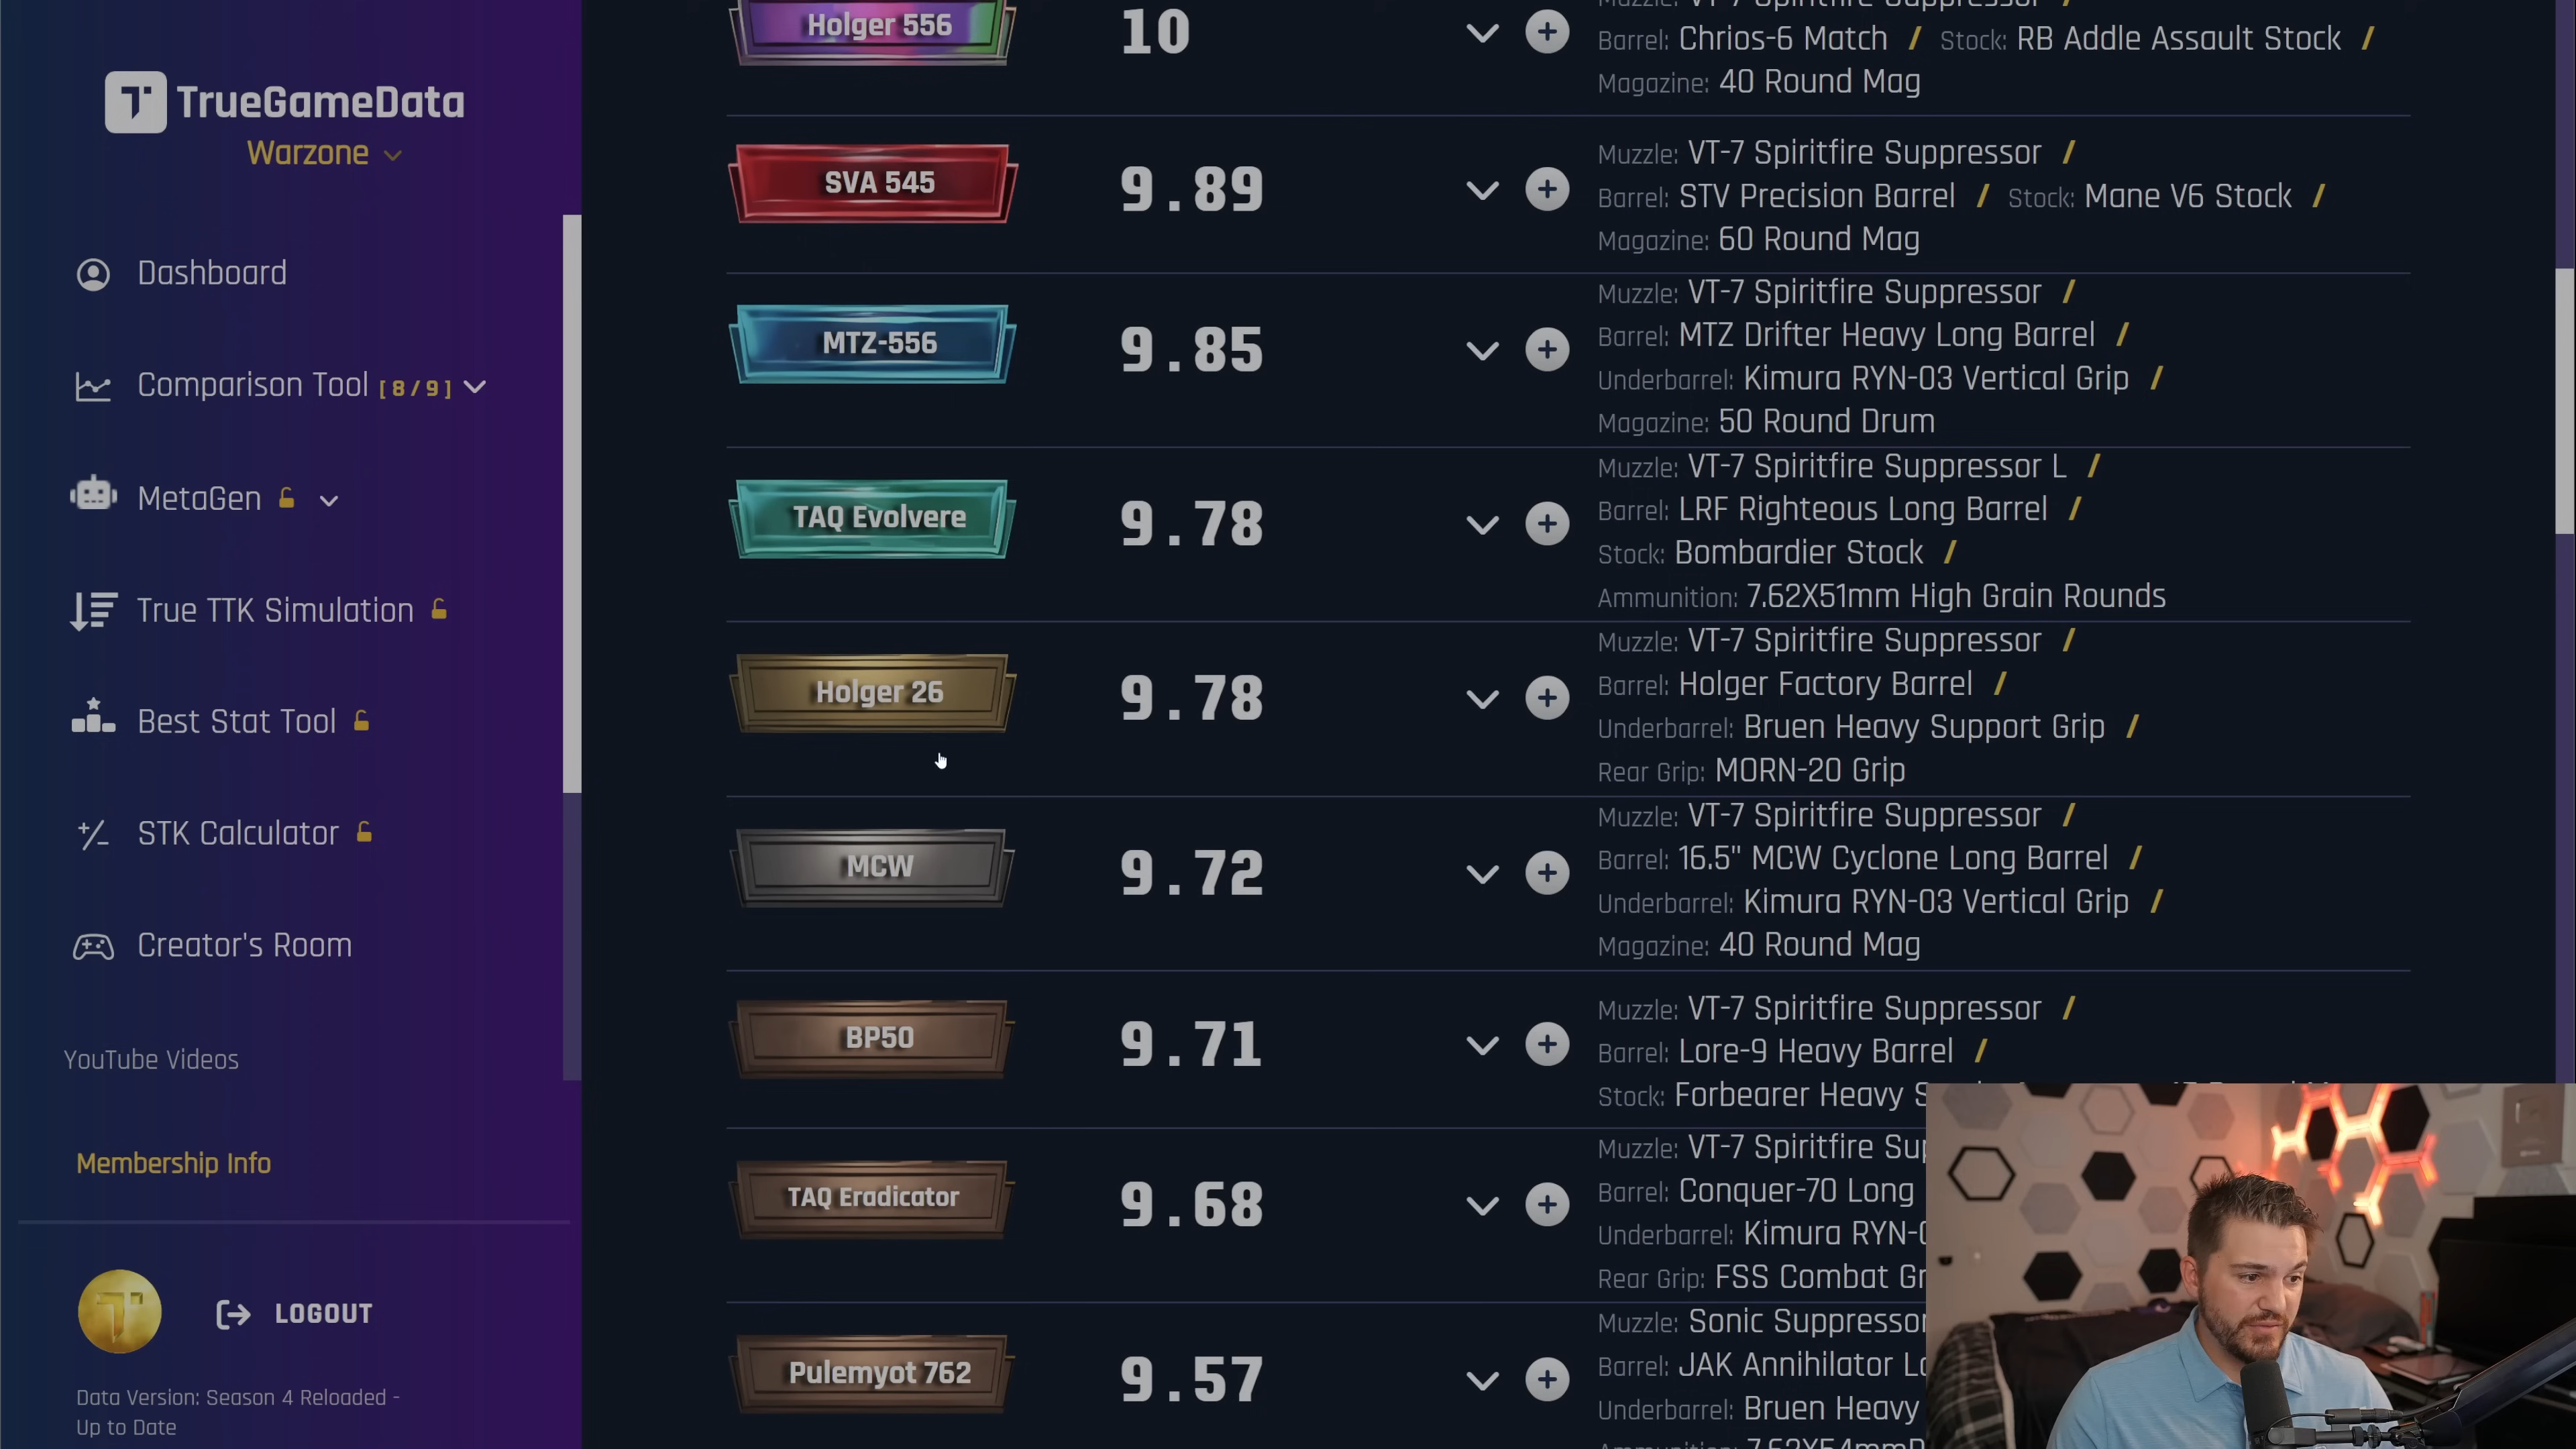 TrueGameData
Warzone
Dashboard
Comparison Tool [8/9]
MetaGen
True TTK Simulation
Best Stat Tool
STK Calculator
Creator's Room
YouTube Videos
Membership Info
LOGOUT
Data Version: Season 4 Reloaded -
Up to Date
Holger 556
10
Muzzle: VT-7 Spiritfire Suppressor /
Barrel: Chrios-6 Match / Stock: RB Addle Assault Stock /
Magazine: 40 Round Mag
SVA 545
9.89
Muzzle: VT-7 Spiritfire Suppressor /
Barrel: STV Precision Barrel / Stock: Mane V6 Stock /
Magazine: 60 Round Mag
MTZ-556
9.85
Muzzle: VT-7 Spiritfire Suppressor /
Barrel: MTZ Drifter Heavy Long Barrel /
Underbarrel: Kimura RYN-03 Vertical Grip /
Magazine: 50 Round Drum
TAQ Evolvere
9.78
Muzzle: VT-7 Spiritfire Suppressor L /
Barrel: LRF Righteous Long Barrel /
Stock: Bombardier Stock /
Ammunition: 7.62X51mm High Grain Rounds
Holger 26
9.78
Muzzle: VT-7 Spiritfire Suppressor /
Barrel: Holger Factory Barrel /
Underbarrel: Bruen Heavy Support Grip /
Rear Grip: MORN-20 Grip
MCW
9.72
Muzzle: VT-7 Spiritfire Suppressor /
Barrel: 16.5" MCW Cyclone Long Barrel /
Underbarrel: Kimura RYN-03 Vertical Grip /
Magazine: 40 Round Mag
BP50
9.71
Muzzle: VT-7 Spiritfire Suppressor /
Barrel: Lore-9 Heavy Barrel /
Stock: Forbearer Heavy
TAQ Eradicator
9.68
Muzzle: VT-7 Spiritfire
Barrel: Conquer-70 Long
Underbarrel: Kimura
Rear Grip: FSS Combat
Pulemyot 762
9.57
Muzzle: Sonic Suppressor
Barrel: JAK Annihilator
Underbarrel: Bruen Heavy